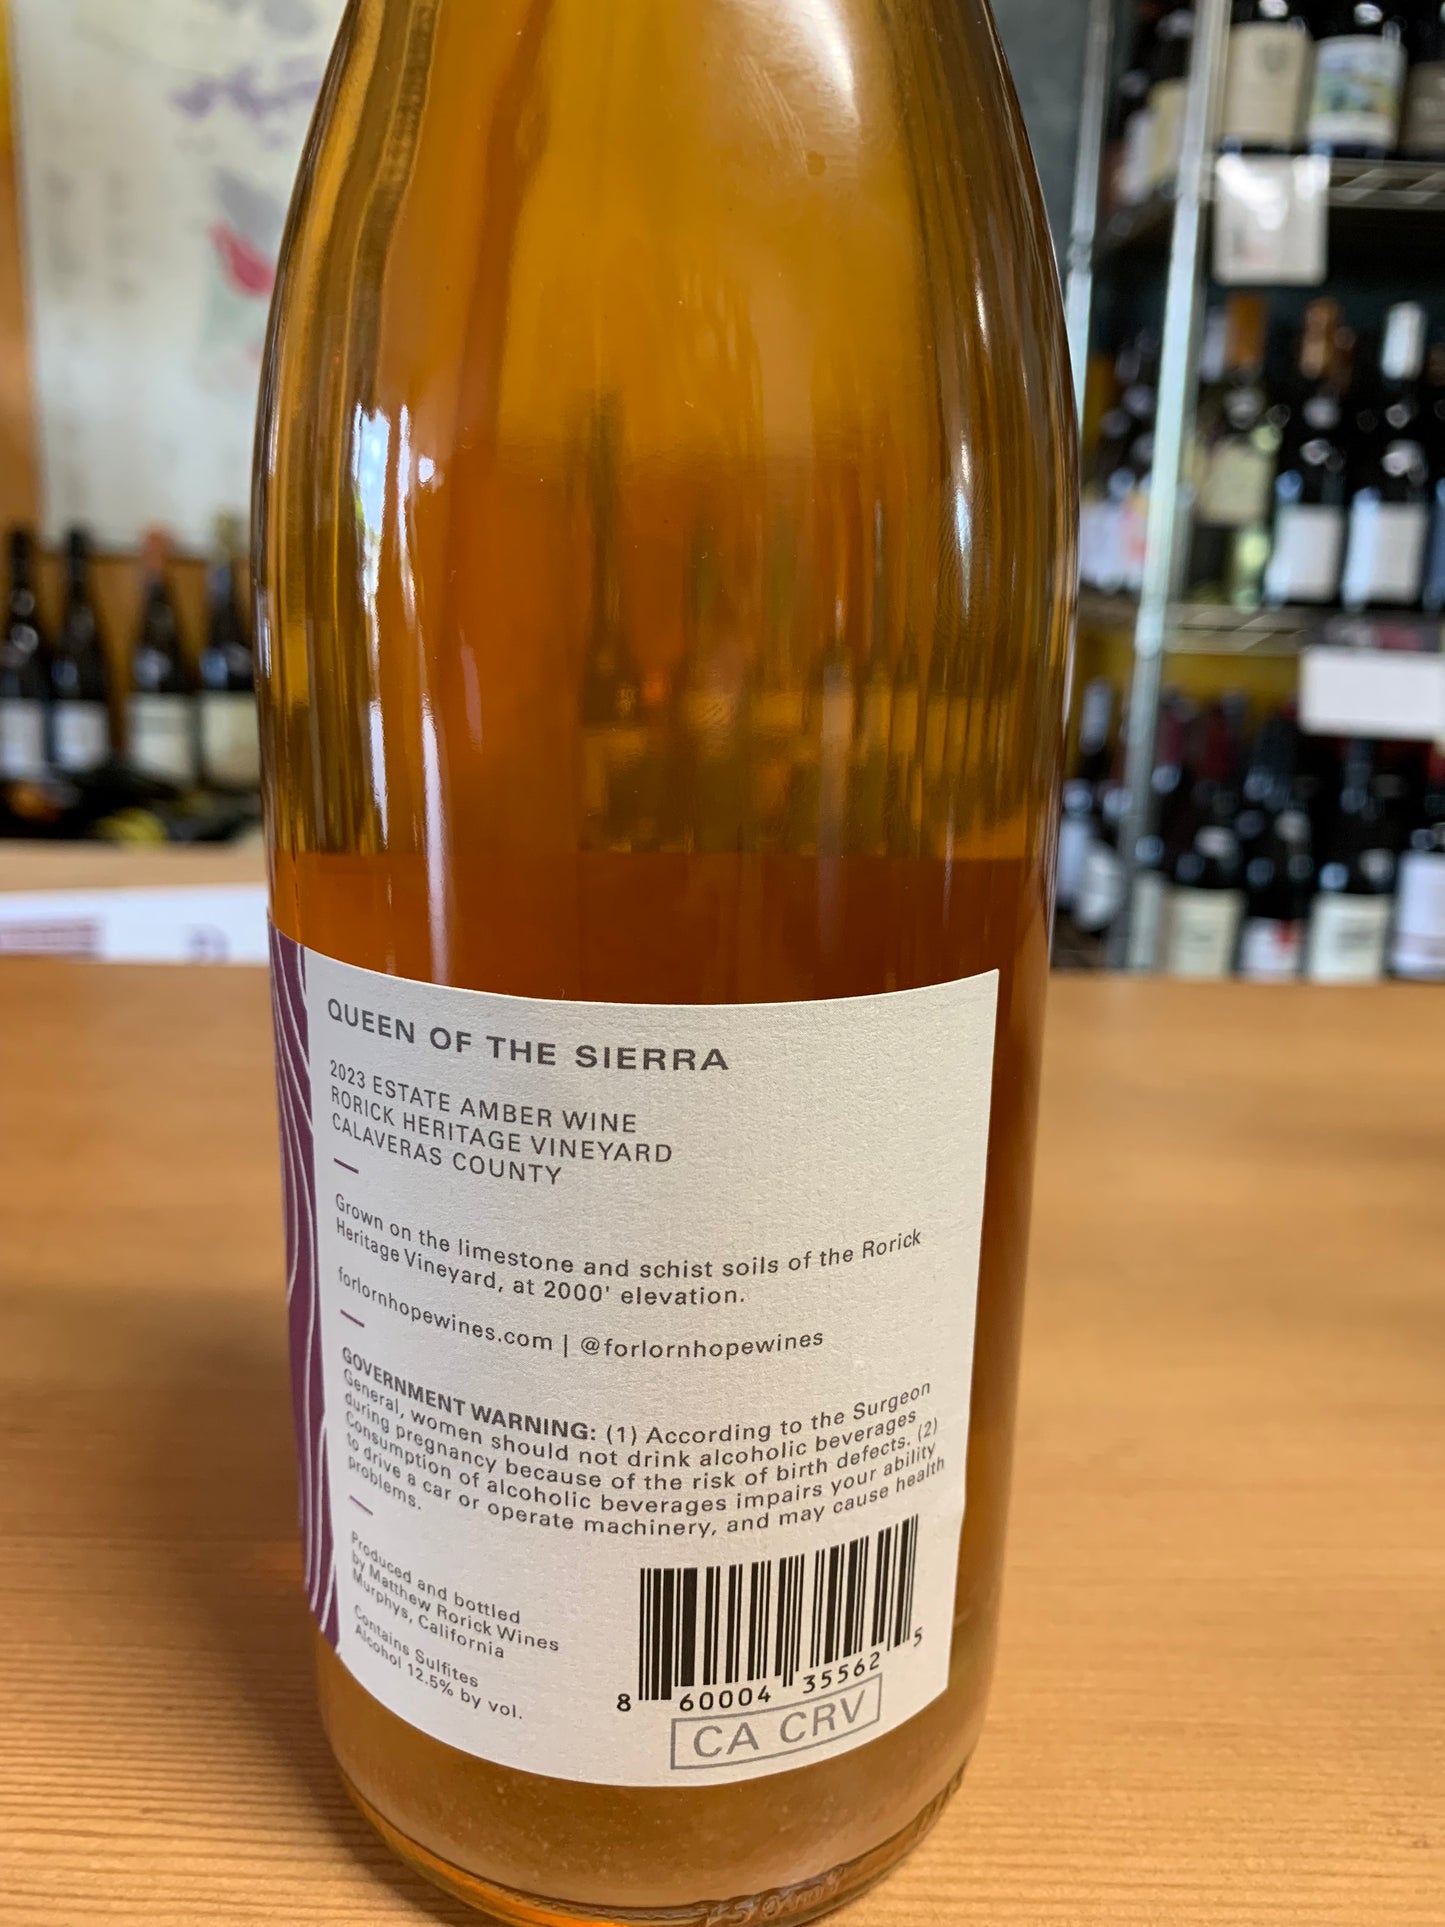 QUEEN OF THE SIERRA
2023 ESTATE AMBER WINE
RORICK HERITAGE VINEYARD
CALAVERAS COUNTY
Grown on the limestone and schist soils of the Rorick
Heritage Vineyard, at 2000' elevation.
forlornhopewines.com | @forlornhopewines
GOVERNMENT WARNING: (1) According to the Surgeon
General, women should not drink alcoholic beverages
during pregnancy because of the risk of birth defects. (2)
Consumption of alcoholic beverages impairs your ability
to drive a car or operate machinery, and may cause health
problems.
Produced and bottled
by Matthew Rorick Wines
Murphys, California
Contains Sulfites
Alcohol 12.5% by vol.
8 60004 35562 5
CA CRV